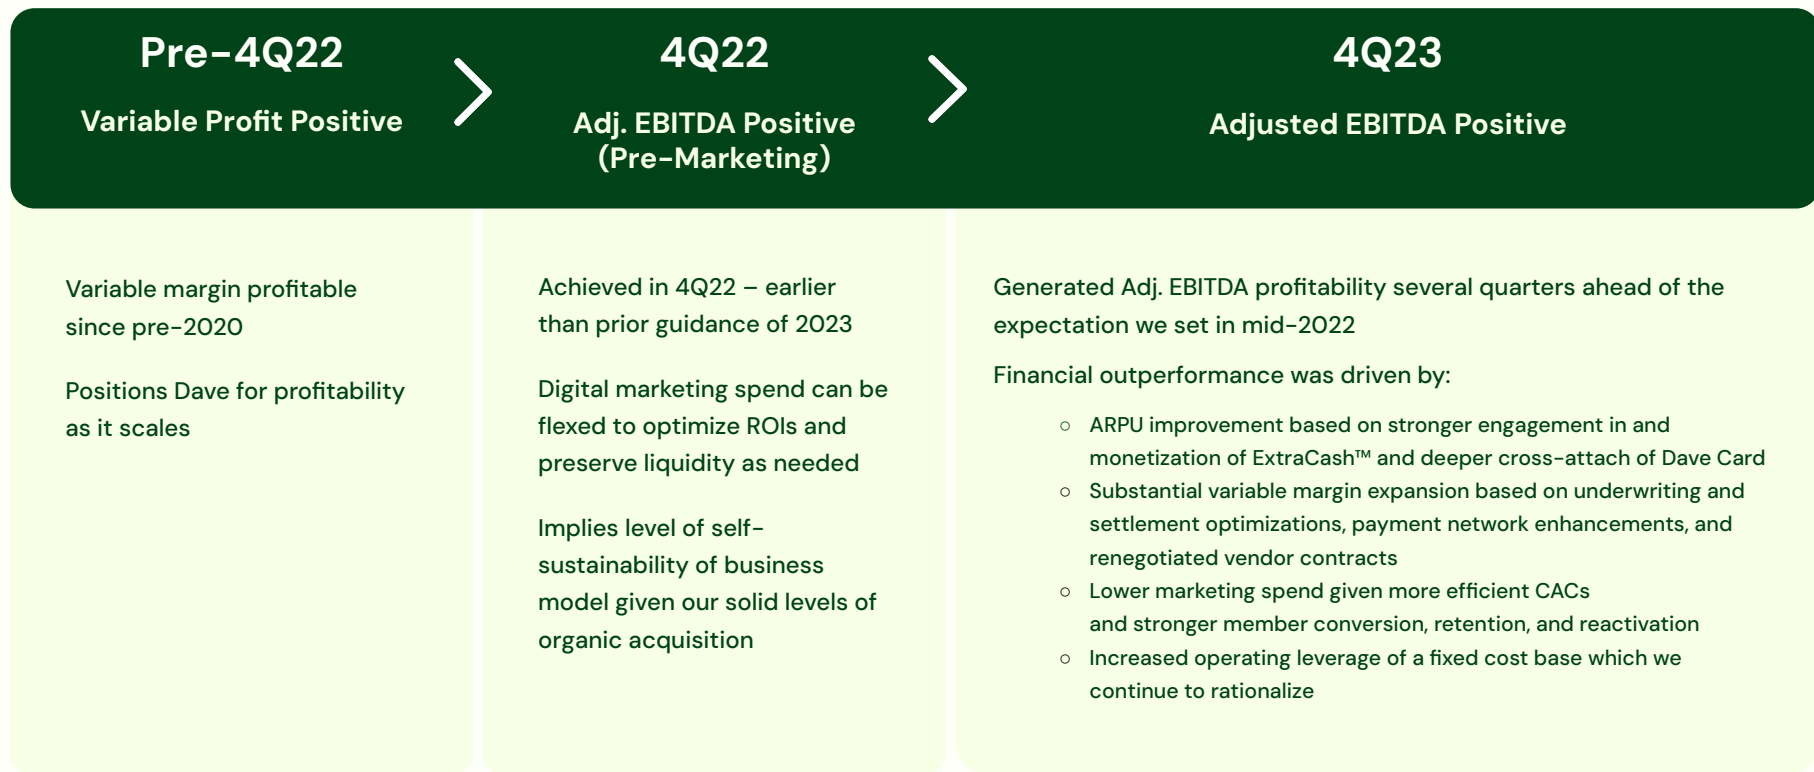 Pre-4Q22
Variable Profit Positive
4Q22
Adj. EBITDA Positive
(Pre-Marketing)
4Q23
Adjusted EBITDA Positive
Variable margin profitable
since pre-2020
Positions Dave for profitability
as it scales
Achieved in 4Q22 – earlier
than prior guidance of 2023
Digital marketing spend can be
flexed to optimize ROIs and
preserve liquidity as needed
Implies level of self-
sustainability of business
model given our solid levels of
organic acquisition
Generated Adj. EBITDA profitability several quarters ahead of the
expectation we set in mid-2022
Financial outperformance was driven by:
○ ARPU improvement based on stronger engagement in and
monetization of ExtraCash™ and deeper cross-attach of Dave Card
○ Substantial variable margin expansion based on underwriting and
settlement optimizations, payment network enhancements, and
renegotiated vendor contracts
○ Lower marketing spend given more efficient CACs
and stronger member conversion, retention, and reactivation
○ Increased operating leverage of a fixed cost base which we
continue to rationalize